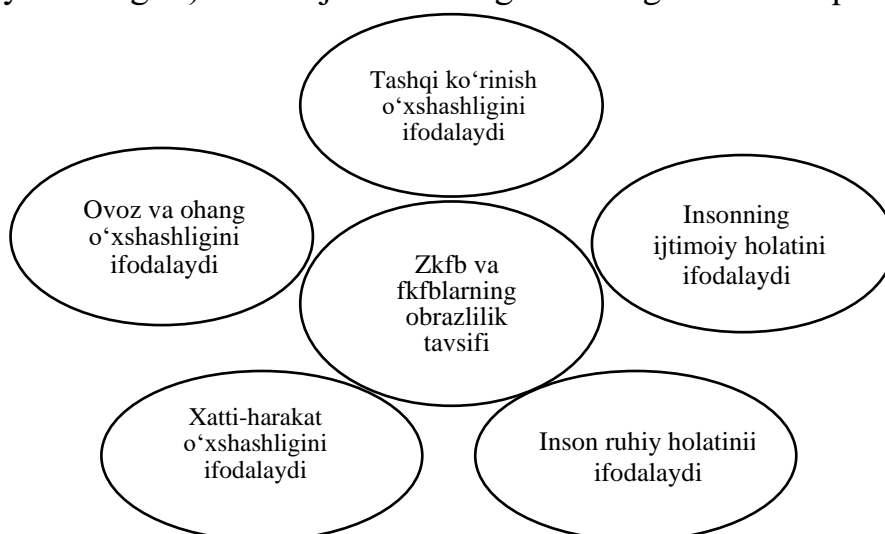 Tashqi ko‘rinish
o‘xshashligini
ifodalaydi
Ovoz va ohang
o‘xshashligini
ifodalaydi
Insonning
ijtimoiy holatini
ifodalaydi
Zkfb va
fkfblarning
obrazlilik
tavsifi
Xatti-harakat
o‘xshashligini
ifodalaydi
Inson ruhiy holatinii
ifodalaydi